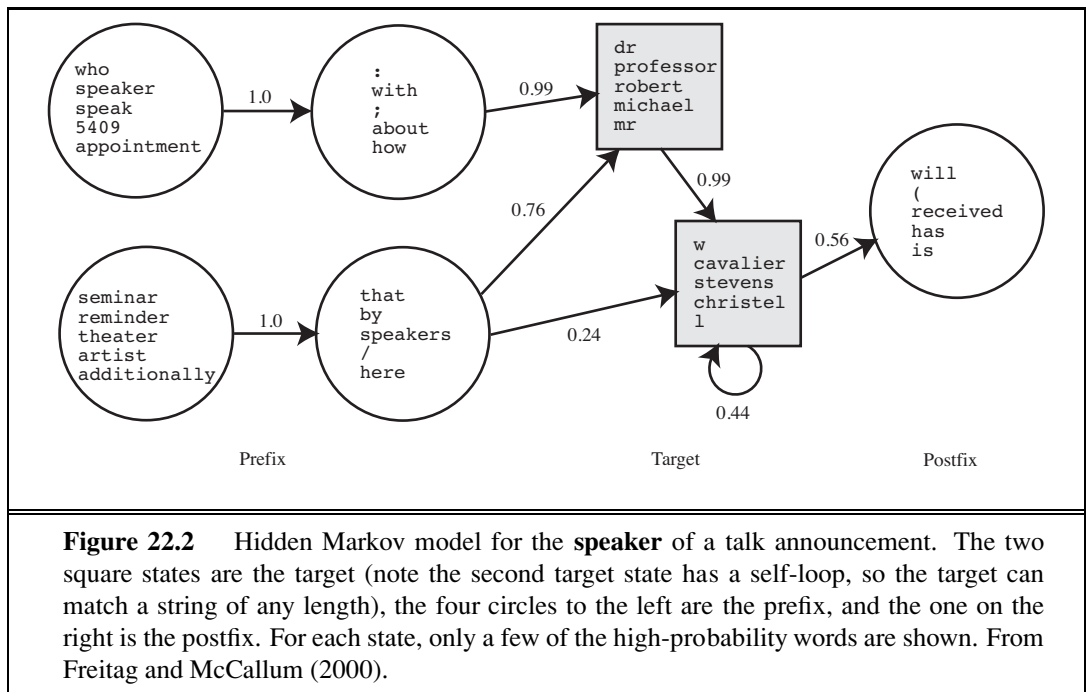 who
speaker
speak
5409
appointment
1.0
:
with
;
about
how
0.99
dr
professor
robert
michael
mr
0.99
0.76
seminar
reminder
theater
artist
additionally
1.0
that
by
speakers
/
here
0.24
w
cavalier
stevens
christel
l
0.44
0.56
will
(
received
has
is
Prefix
Target
Postfix
Figure 22.2 Hidden Markov model for the speaker of a talk announcement. The two
square states are the target (note the second target state has a self-loop, so the target can
match a string of any length), the four circles to the left are the prefix, and the one on the
right is the postfix. For each state, only a few of the high-probability words are shown. From
Freitag and McCallum (2000).